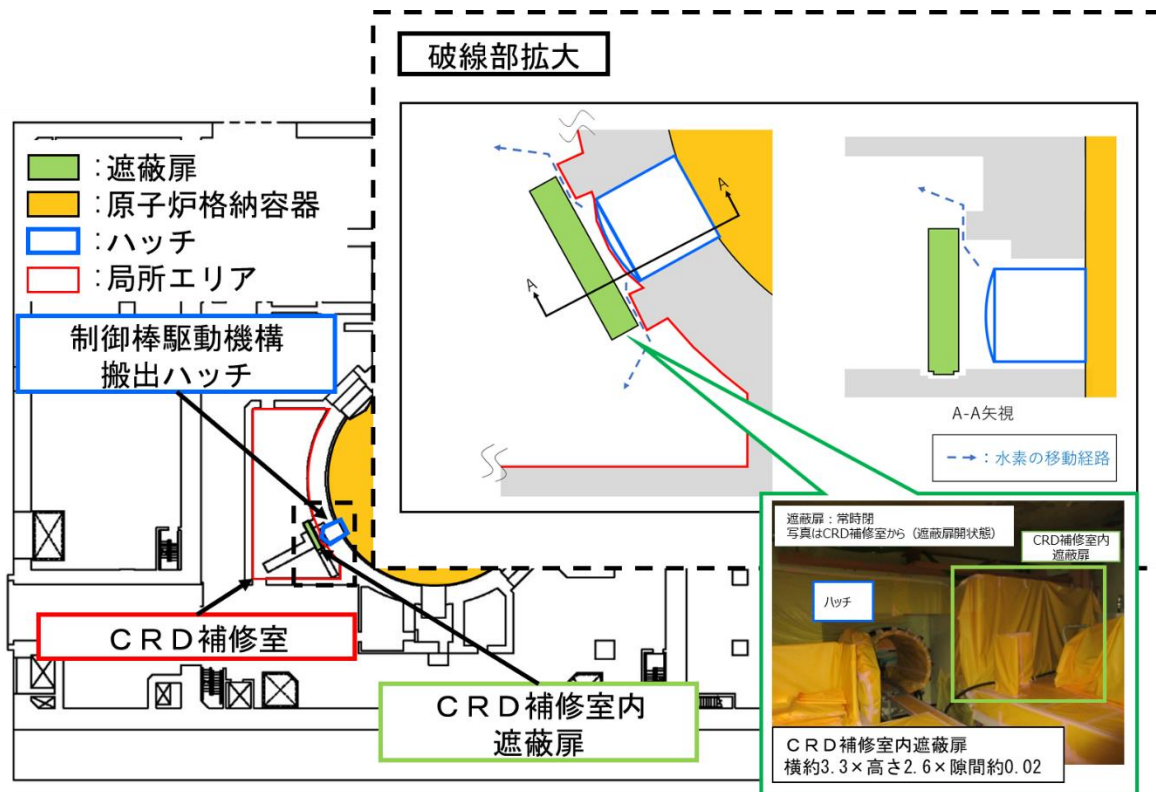 破線部拡大
：遮蔽扉
：原子炉格納容器
：ハッチ
：局所エリア
制御棒駆動機構
搬出ハッチ
ＣＲＤ補修室
ＣＲＤ補修室内
遮蔽扉
A
A
A-A矢視
：水素の移動経路
遮蔽扉：常時閉
写真はCRD補修室から（遮蔽扉開状態）
CRD補修室内
遮蔽扉
ハッチ
ＣＲＤ補修室内遮蔽扉
横約3.3×高さ2.6×隙間約0.02